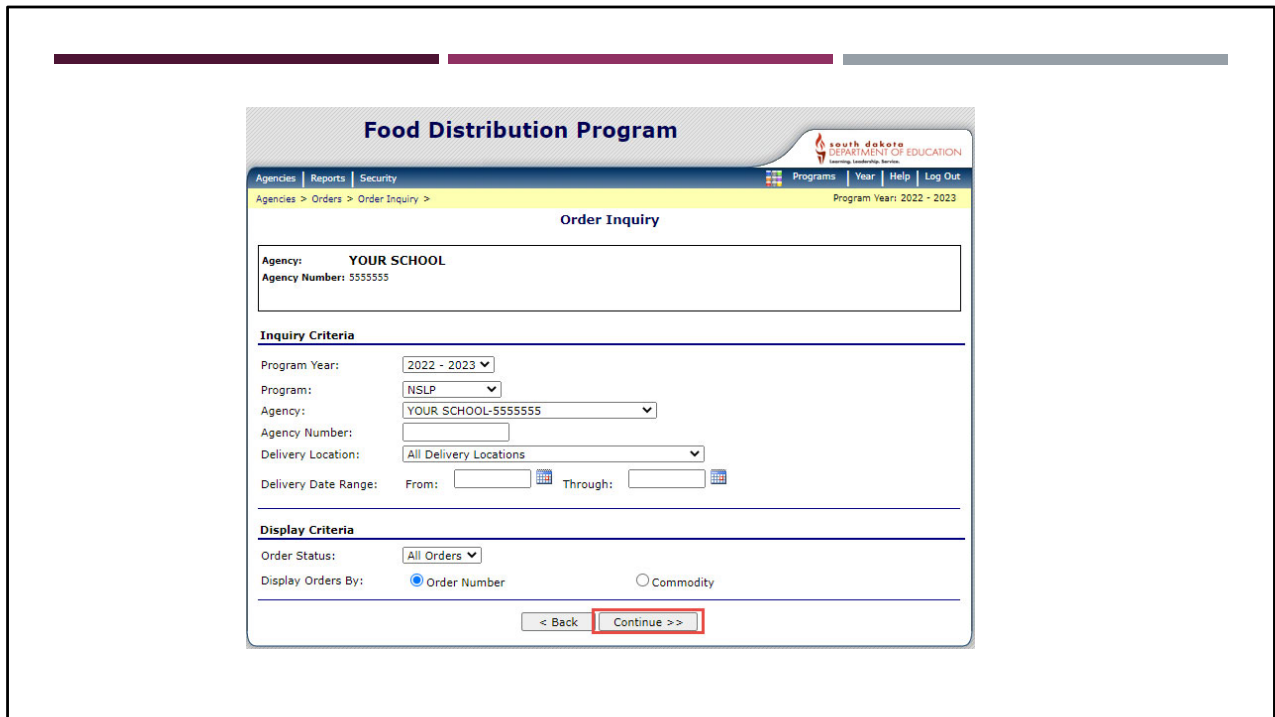 Food Distribution Program
south dakota
DEPARTMENT OF EDUCATION
Learning. Leadership. Service.
Agencies | Reports | Security Programs | Year | Help | Log Out
Agencies > Orders > Order Inquiry > Program Year: 2022 - 2023
Order Inquiry
Agency: YOUR SCHOOL
Agency Number: 5555555
Inquiry Criteria
Program Year: 2022 - 2023
Program: NSLP
Agency: YOUR SCHOOL-5555555
Agency Number:
Delivery Location: All Delivery Locations
Delivery Date Range: From: Through:
Display Criteria
Order Status: All Orders
Display Orders By: Order Number Commodity
< Back Continue >>